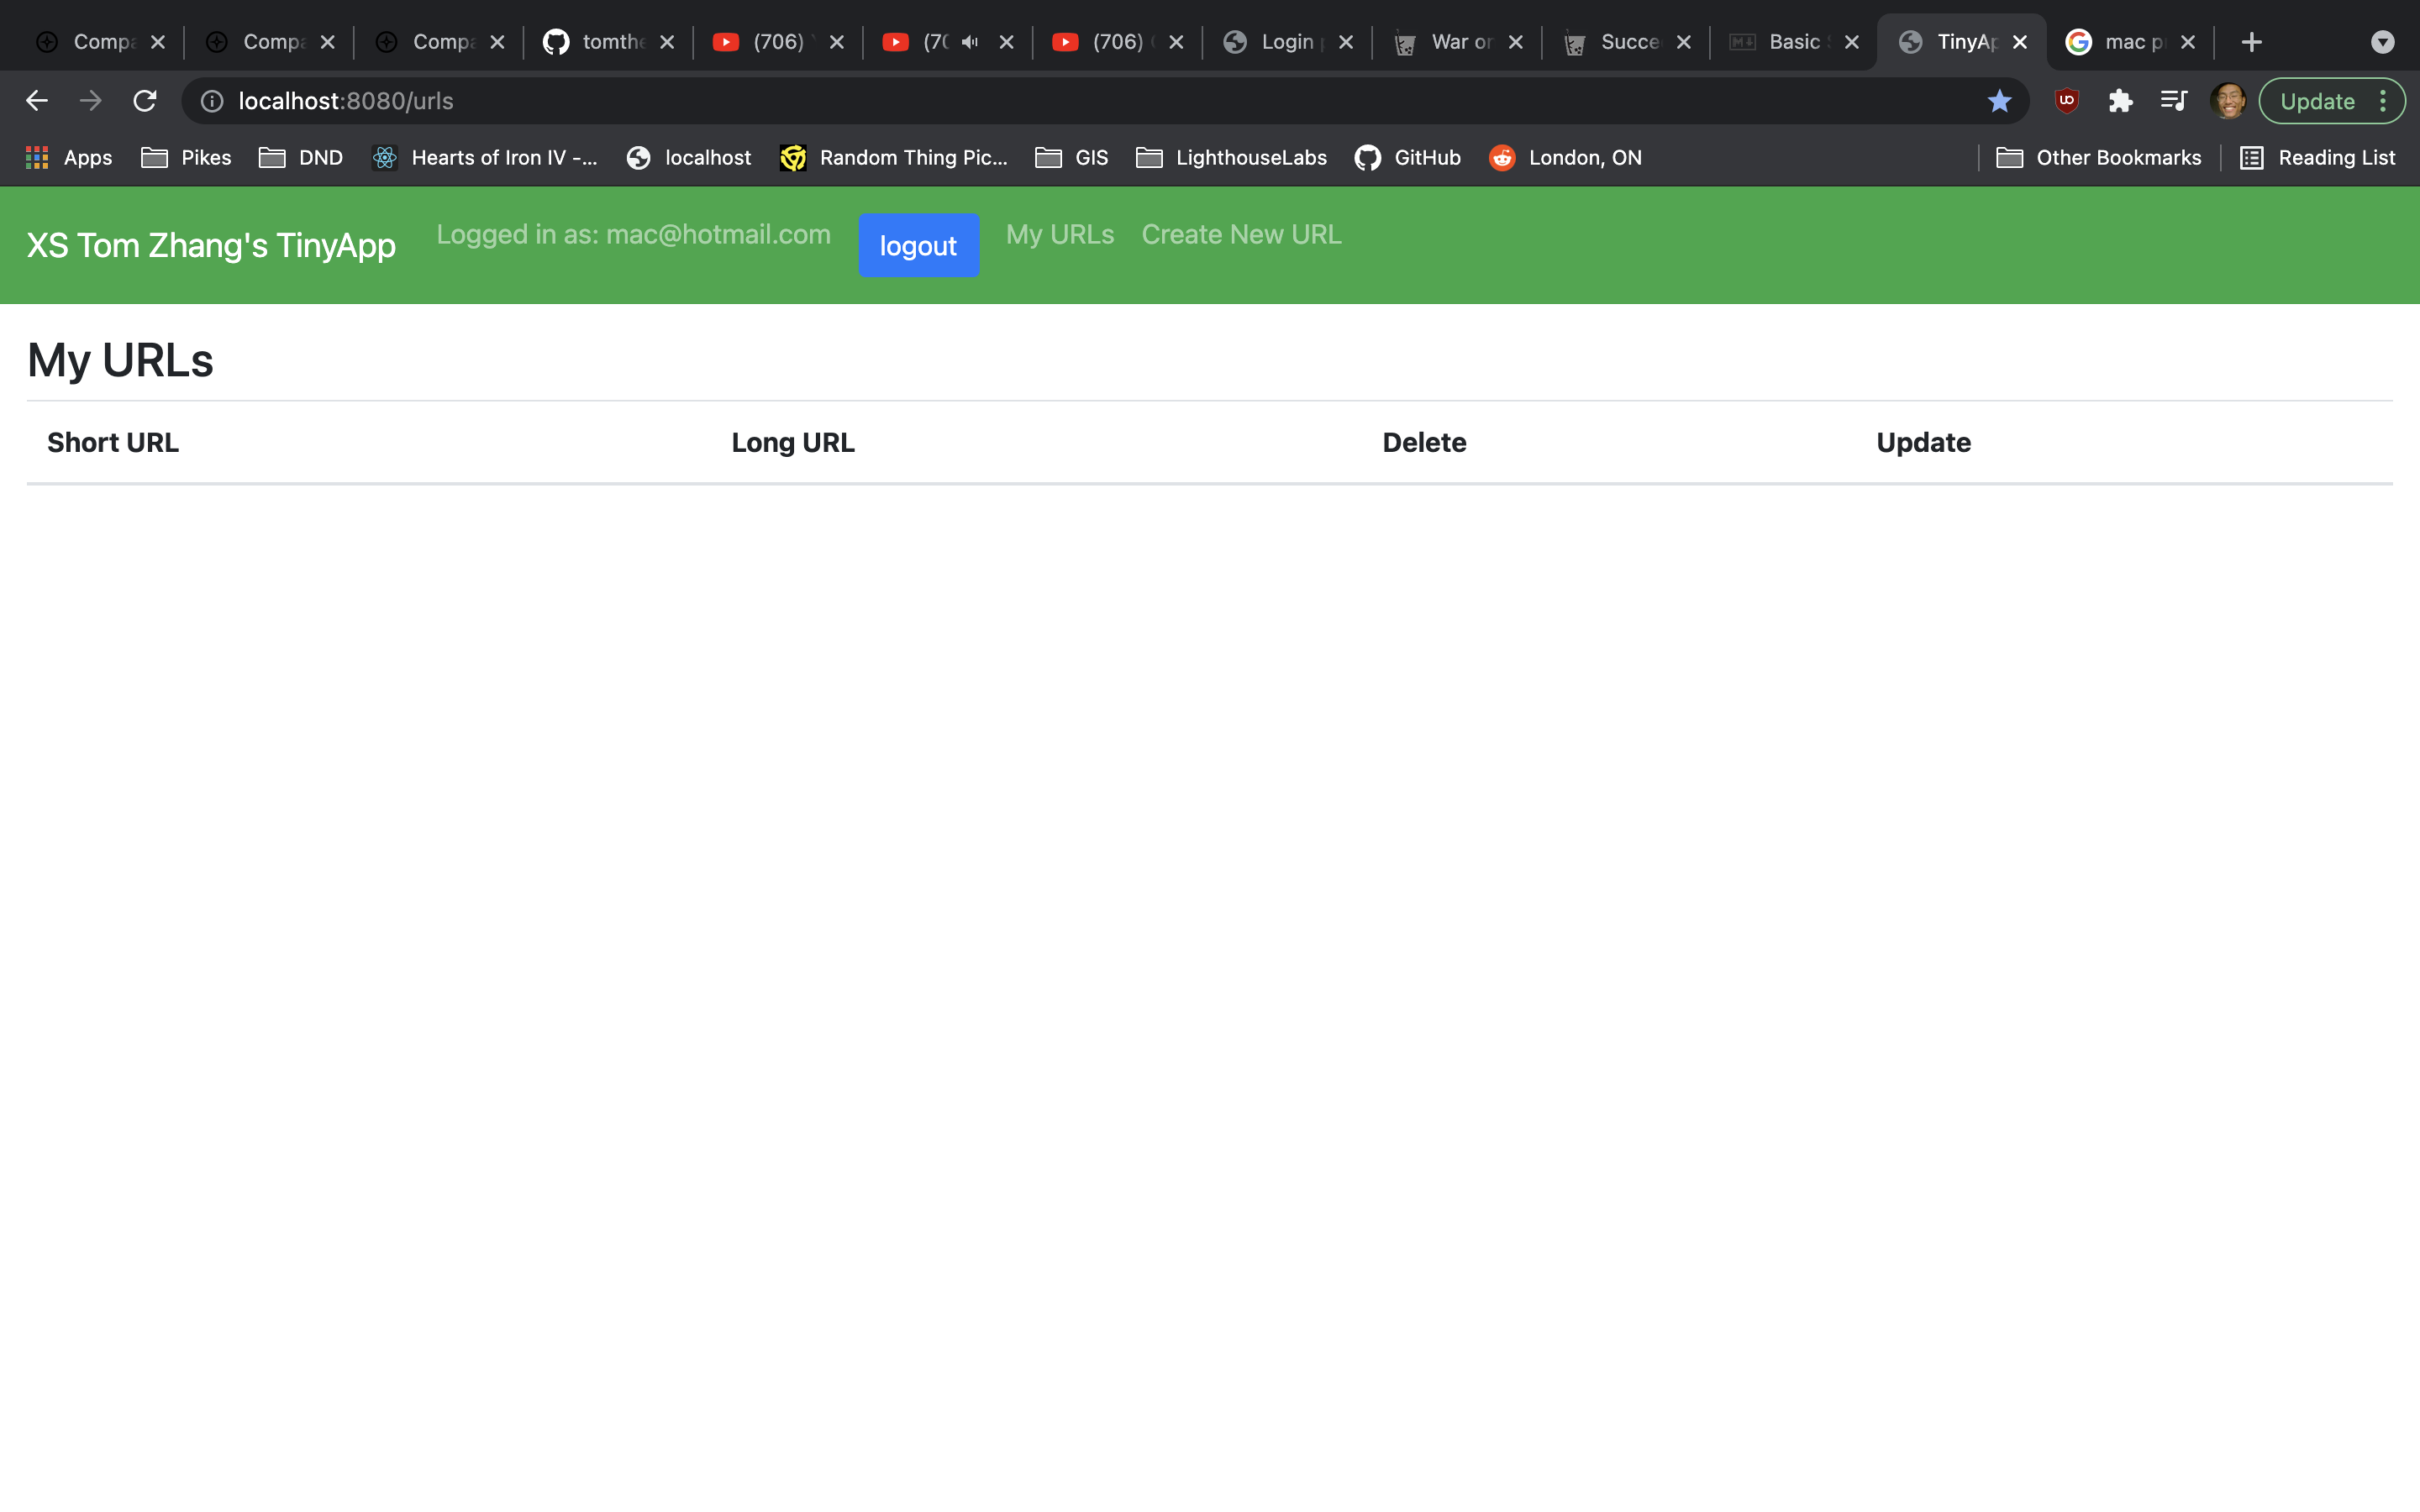 Compa Compa Compa tomthe (706) (70 (706) Login War or Succe Basic TinyAp mac p
localhost:8080/urls Update
Apps Pikes DND Hearts of Iron IV -... localhost Random Thing Pic... GIS LighthouseLabs GitHub London, ON Other Bookmarks Reading List
XS Tom Zhang's TinyApp Logged in as: mac@hotmail.com logout My URLs Create New URL
My URLs
Short URL Long URL Delete Update